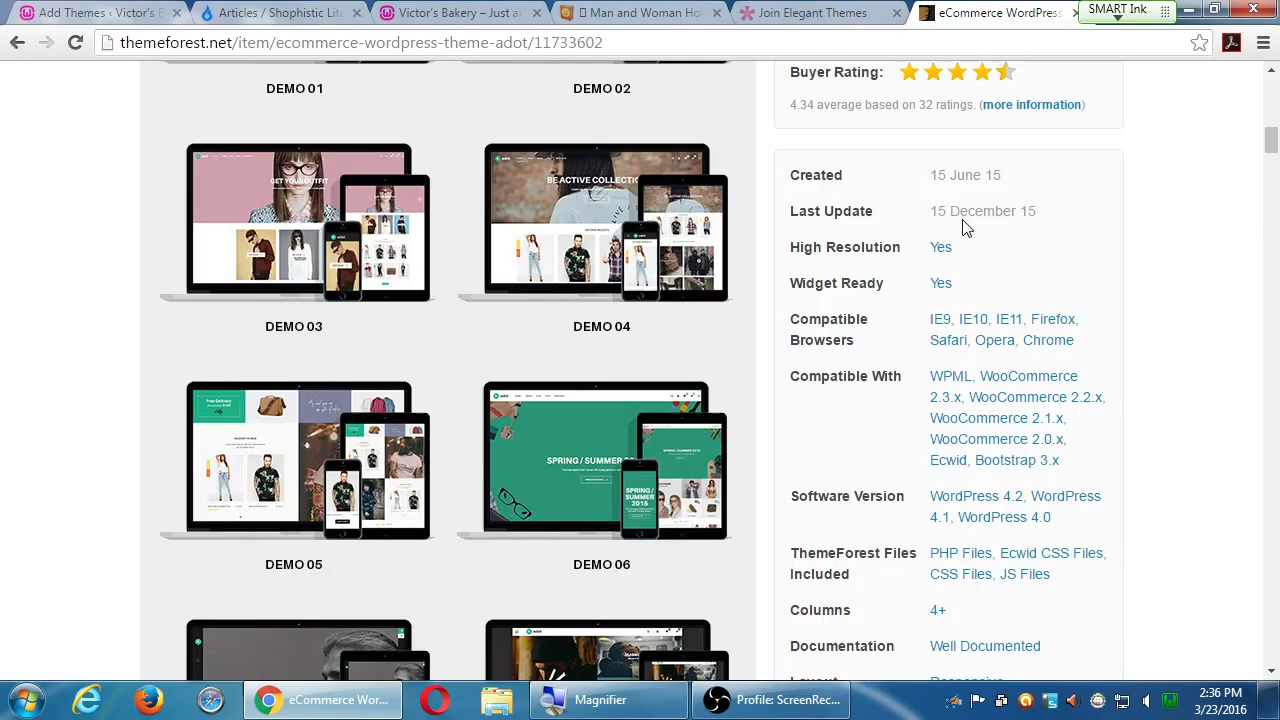 Add Themes ‹ Victor's B
Articles / Shophistic Lite
Victor's Bakery – Just a
Man and Woman Ho
Join Elegant Themes
eCommerce WordPress
SMART Ink
themeforest.net/item/ecommerce-wordpress-theme-adot/11733602
DEMO 01
DEMO 02
Buyer Rating:
4.34 average based on 32 ratings. (more information)
GET YOUR OUTFIT
BE ACTIVE COLLECTIO
DEMO 03
DEMO 04
Created 15 June 15
Last Update 15 December 15
High Resolution Yes
Widget Ready Yes
Compatible Browsers IE9, IE10, IE11, Firefox,
Safari, Opera, Chrome
Compatible With WPML, WooCommerce
2.3.x, WooCommerce 2.2.x,
WooCommerce 2.1.x,
WooCommerce 2.0.x,
Ecwid, Bootstrap 3.x
Free Delivery
adot
SPRING / SUMMER
SPRING /
SUMMER
2015
DEMO 05
DEMO 06
Software Version WordPress 4.2, WordPress
4.1, WordPress 4.0
ThemeForest Files Included PHP Files, Ecwid CSS Files,
CSS Files, JS Files
Columns 4+
Documentation Well Documented
Layout Responsive
adot
eCommerce Wor...
Magnifier
Profile: ScreenRec...
2:36 PM
3/23/2016